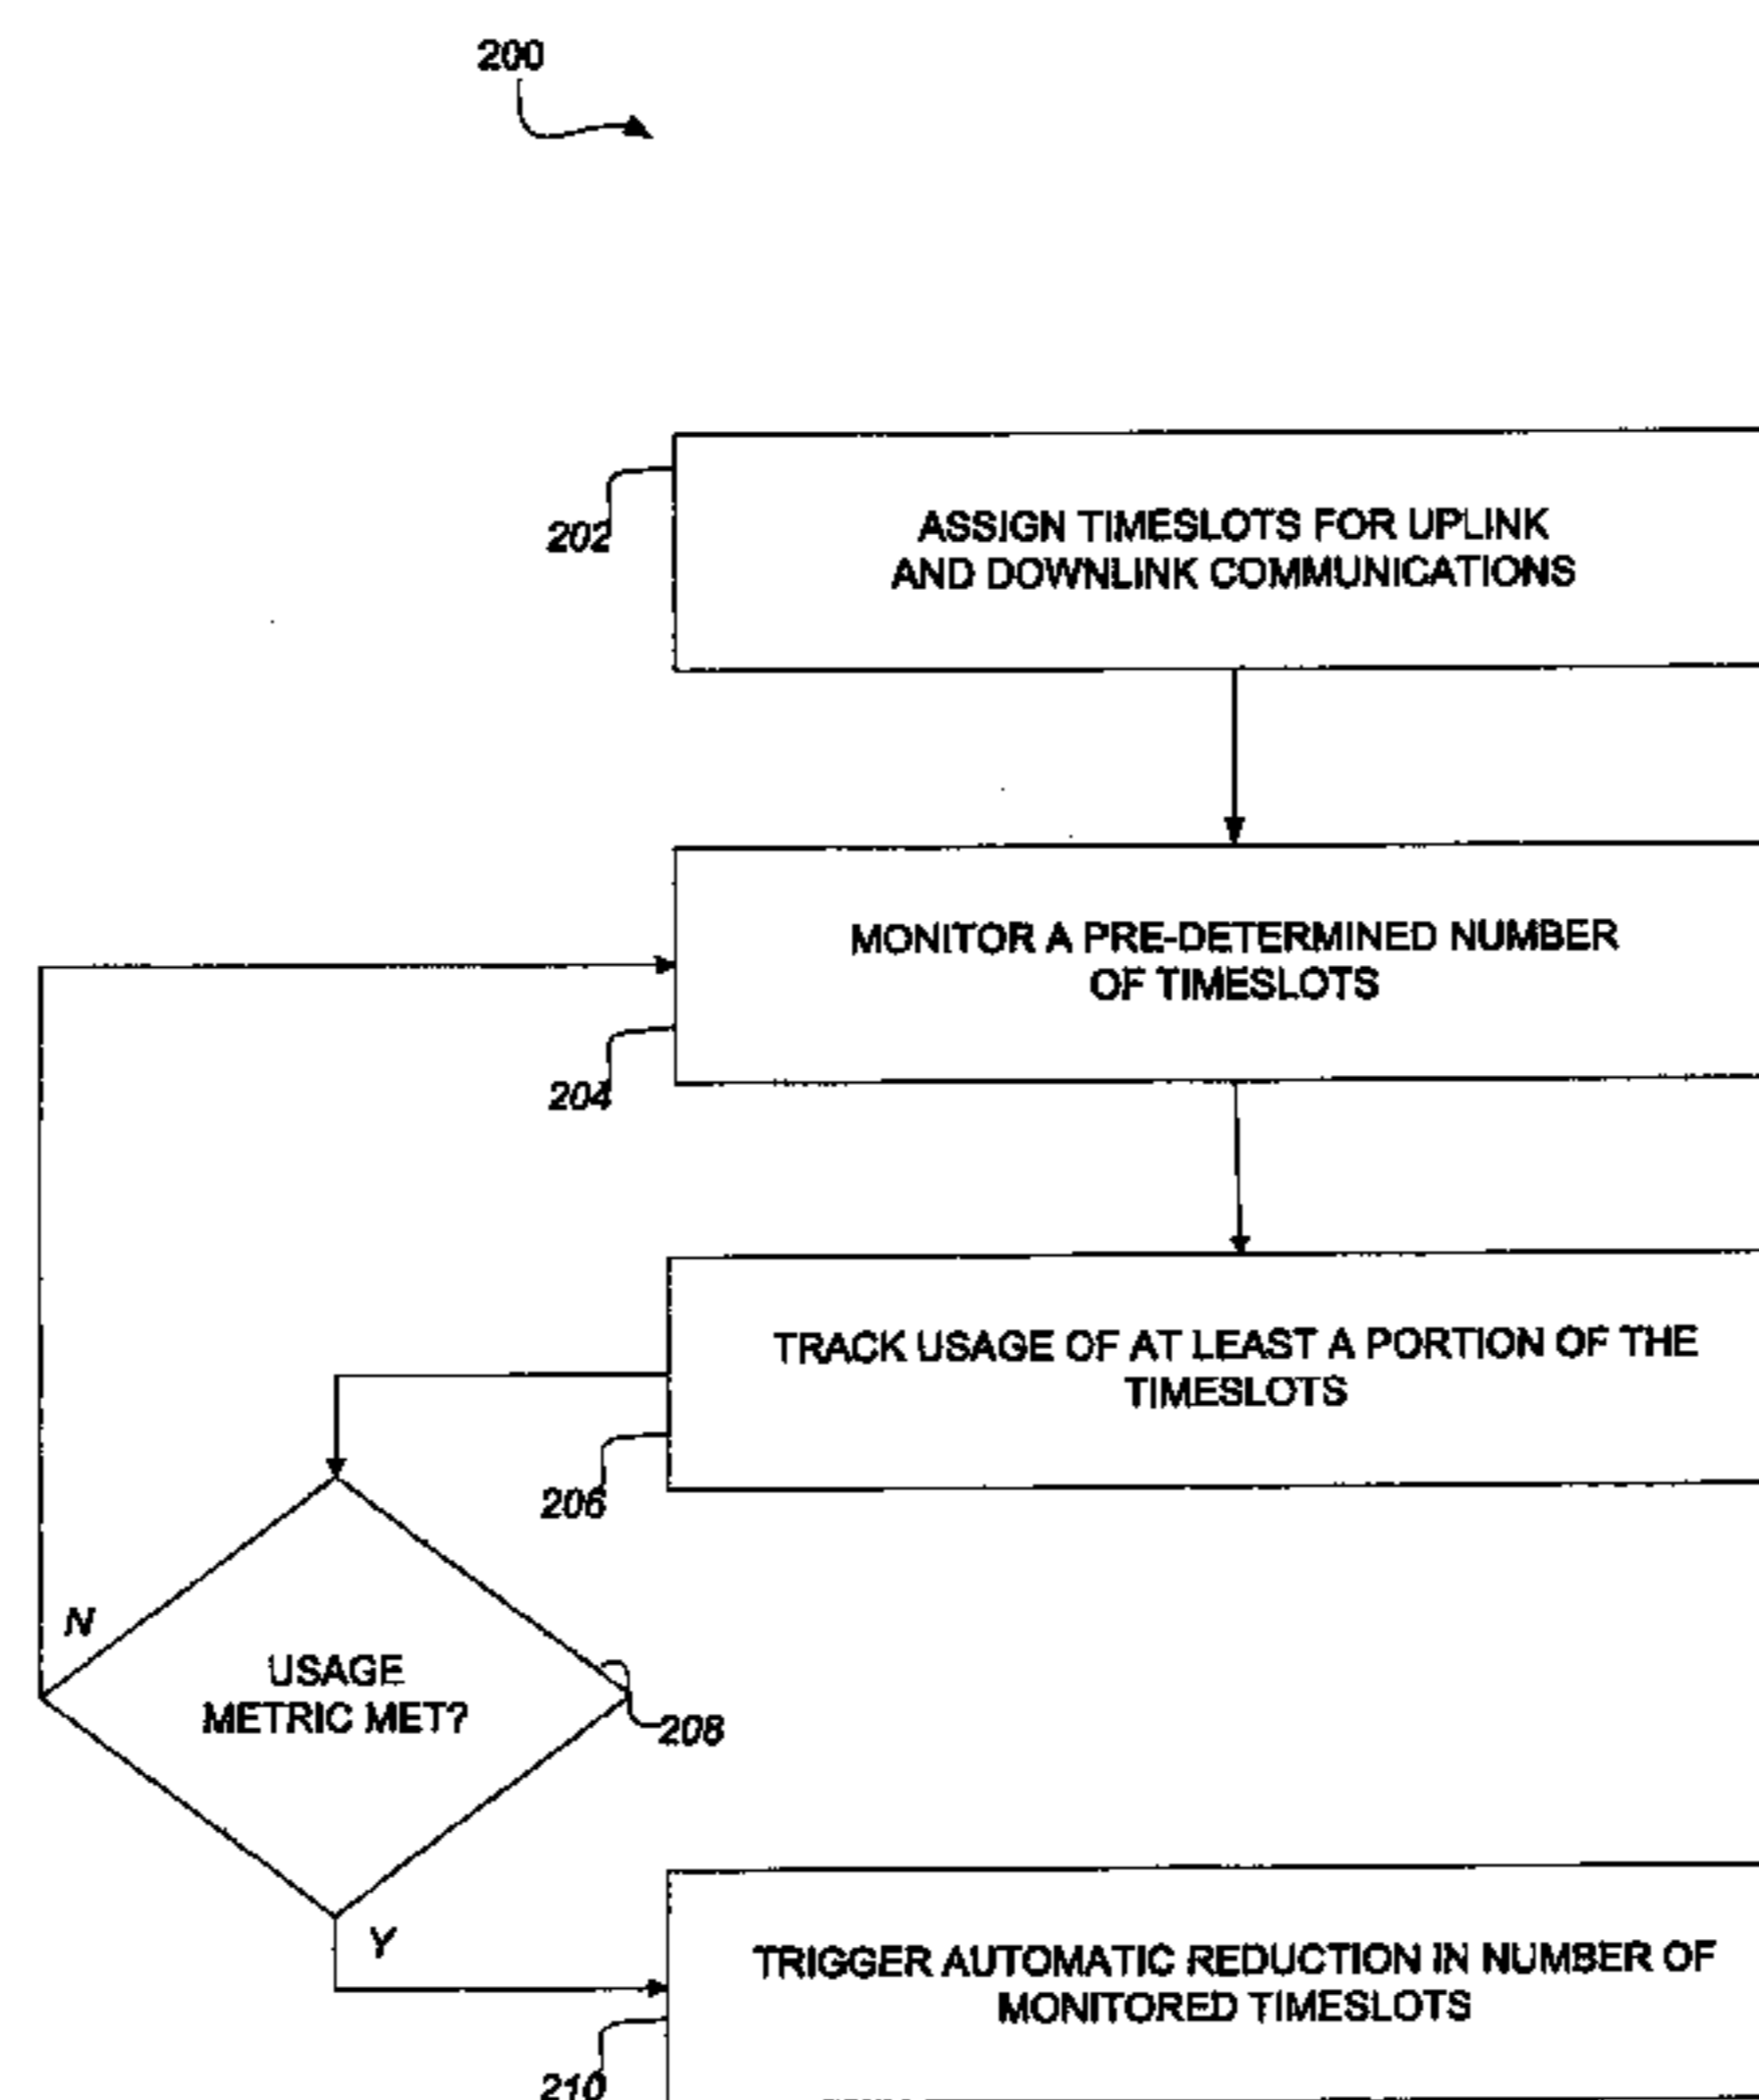 200
202
ASSIGN TIMESLOTS FOR UPLINK
AND DOWNLINK COMMUNICATIONS
MONITOR A PRE-DETERMINED NUMBER
OF TIMESLOTS
204
TRACK USAGE OF AT LEAST A PORTION OF THE
TIMESLOTS
206
N
USAGE
METRIC MET?
208
Y
TRIGGER AUTOMATIC REDUCTION IN NUMBER OF
MONITORED TIMESLOTS
210